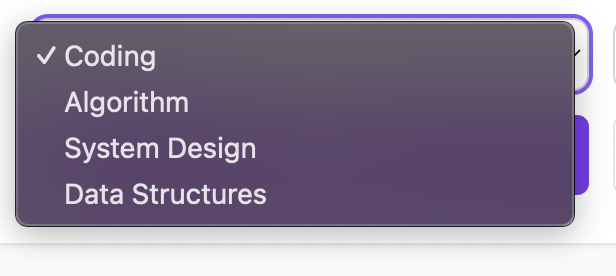 ✓ Coding
Algorithm
System Design
Data Structures